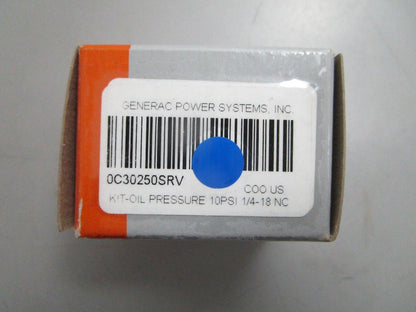 GENERAC POWER SYSTEMS, INC
0C30250SRV
COO US
KIT-OIL PRESSURE 10PSI 1/4-18 NC